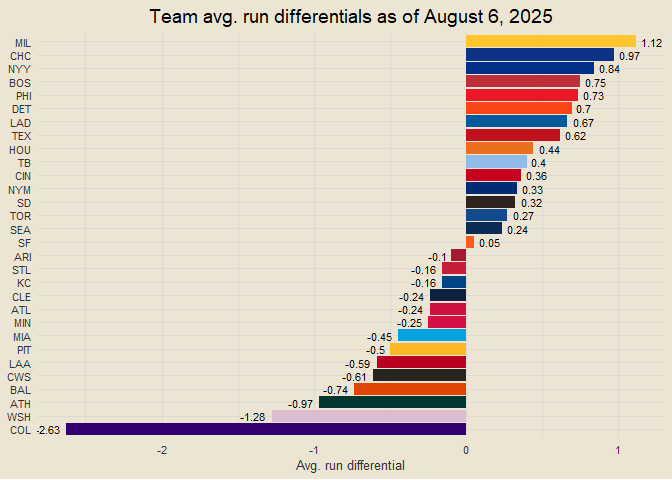 Team avg. run differentials as of August 6, 2025
MIL 1.12
CHC 0.97
NYY 0.84
BOS 0.75
PHI 0.73
DET 0.7
LAD 0.67
TEX 0.62
HOU 0.44
TB 0.4
CIN 0.36
NYM 0.33
SD 0.32
TOR 0.27
SEA 0.24
SF 0.05
ARI -0.1
STL -0.16
KC -0.16
CLE -0.24
ATL -0.24
MIN -0.25
MIA -0.45
PIT -0.5
LAA -0.59
CWS -0.61
BAL -0.74
ATH -0.97
WSH -1.28
COL -2.63
-2 -1 0 1
Avg. run differential